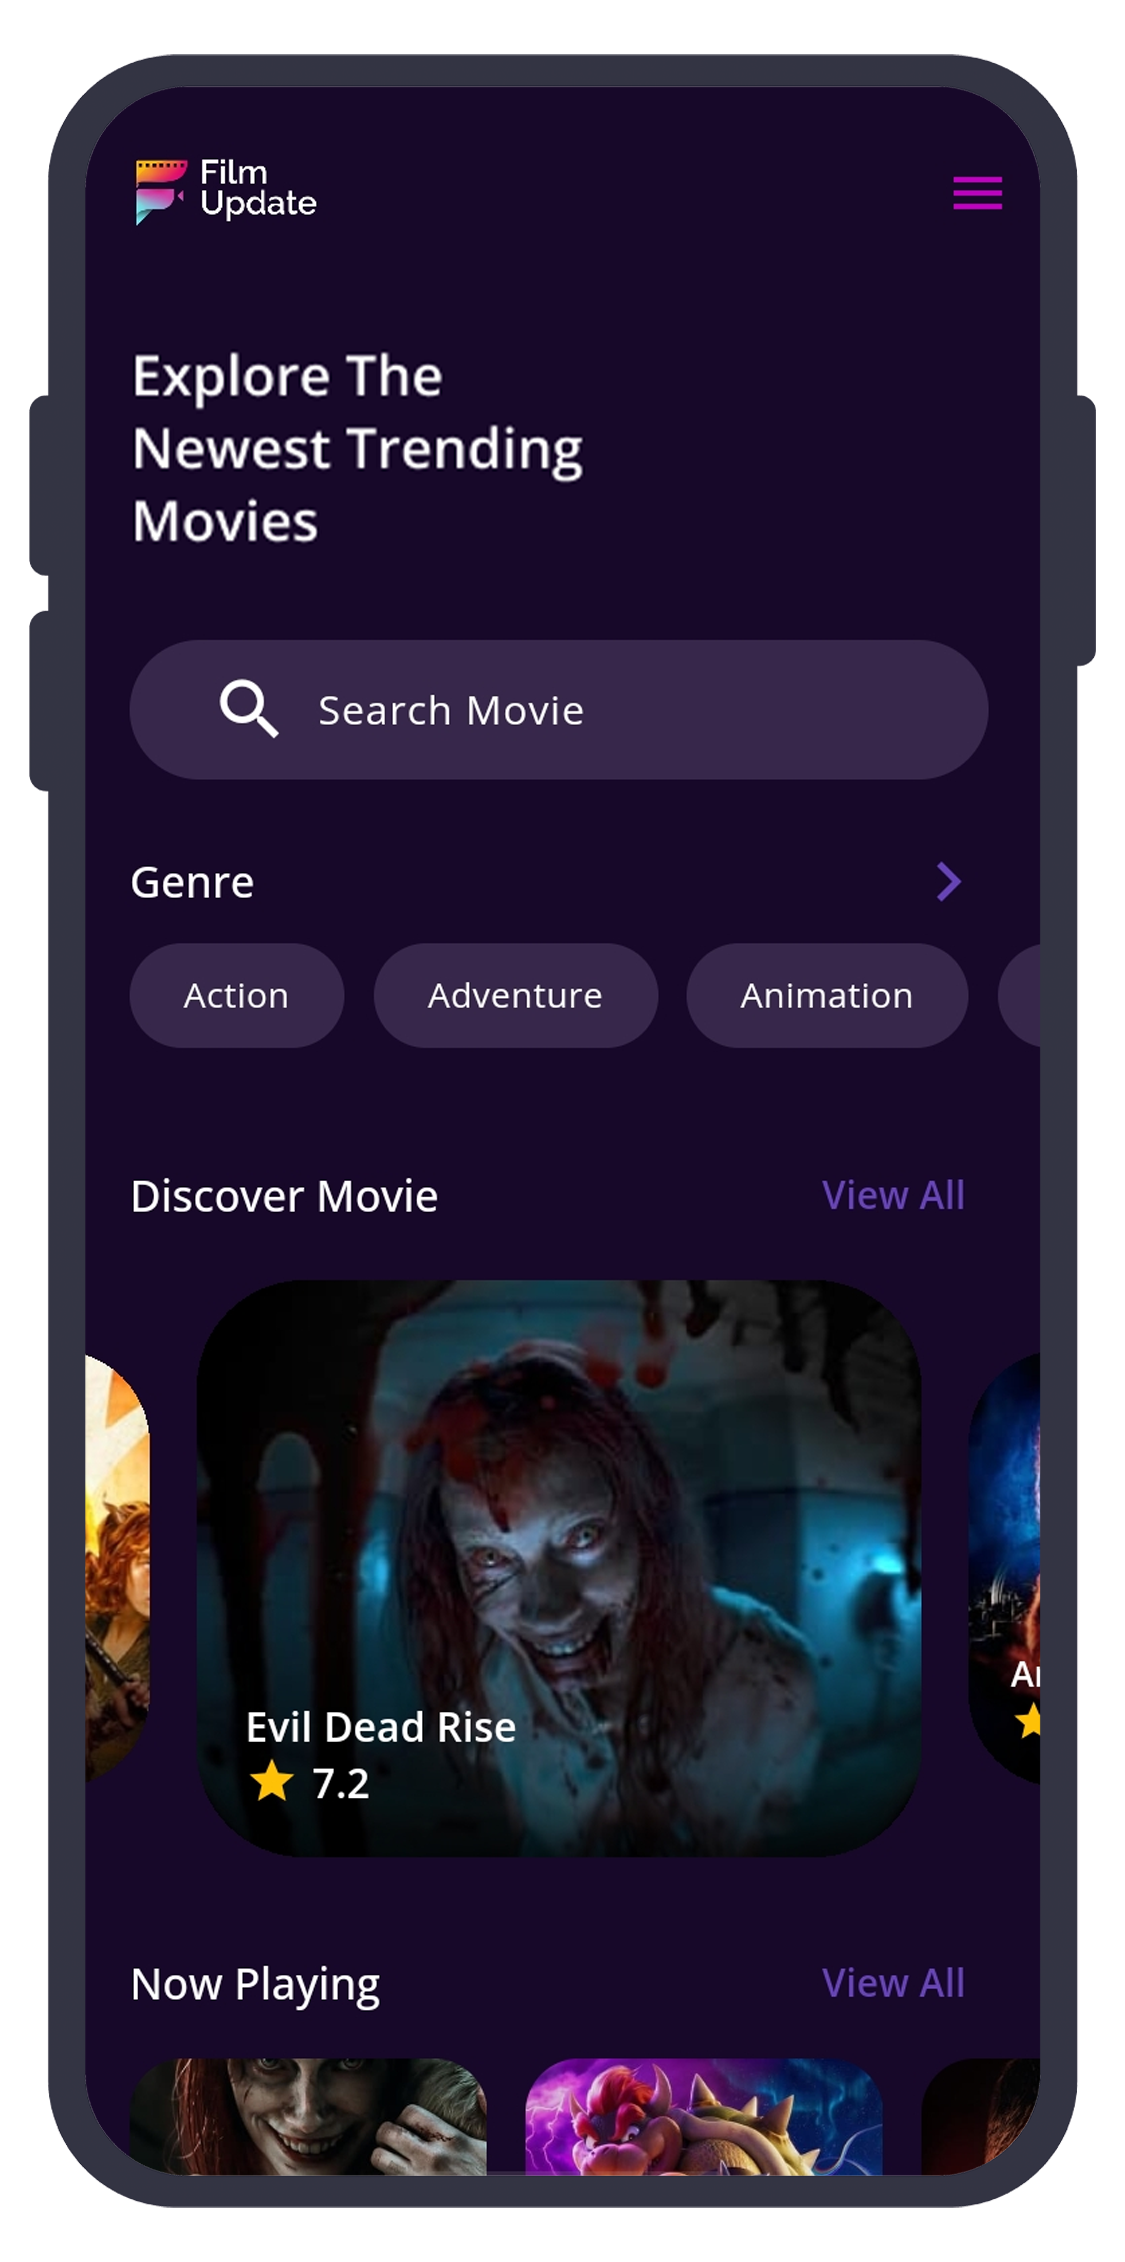 Film
Update
Explore The
Newest Trending
Movies
Search Movie
Genre
Action
Adventure
Animation
Discover Movie
View All
Evil Dead Rise
7.2
Now Playing
View All